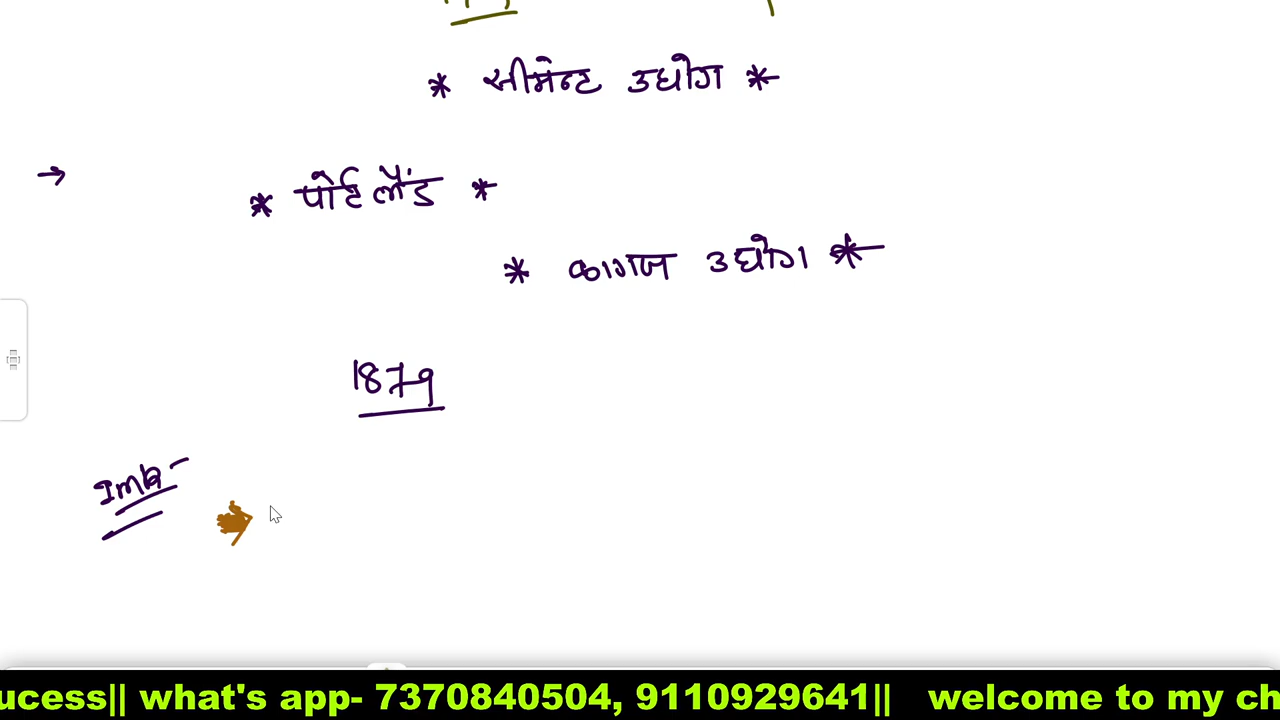 * सीमेन्ट उद्योग *
→ * पोर्टलैंड *
* कागज उद्योग *
1879
Imp -
ucess|| what's app- 7370840504, 9110929641|| welcome to my ch